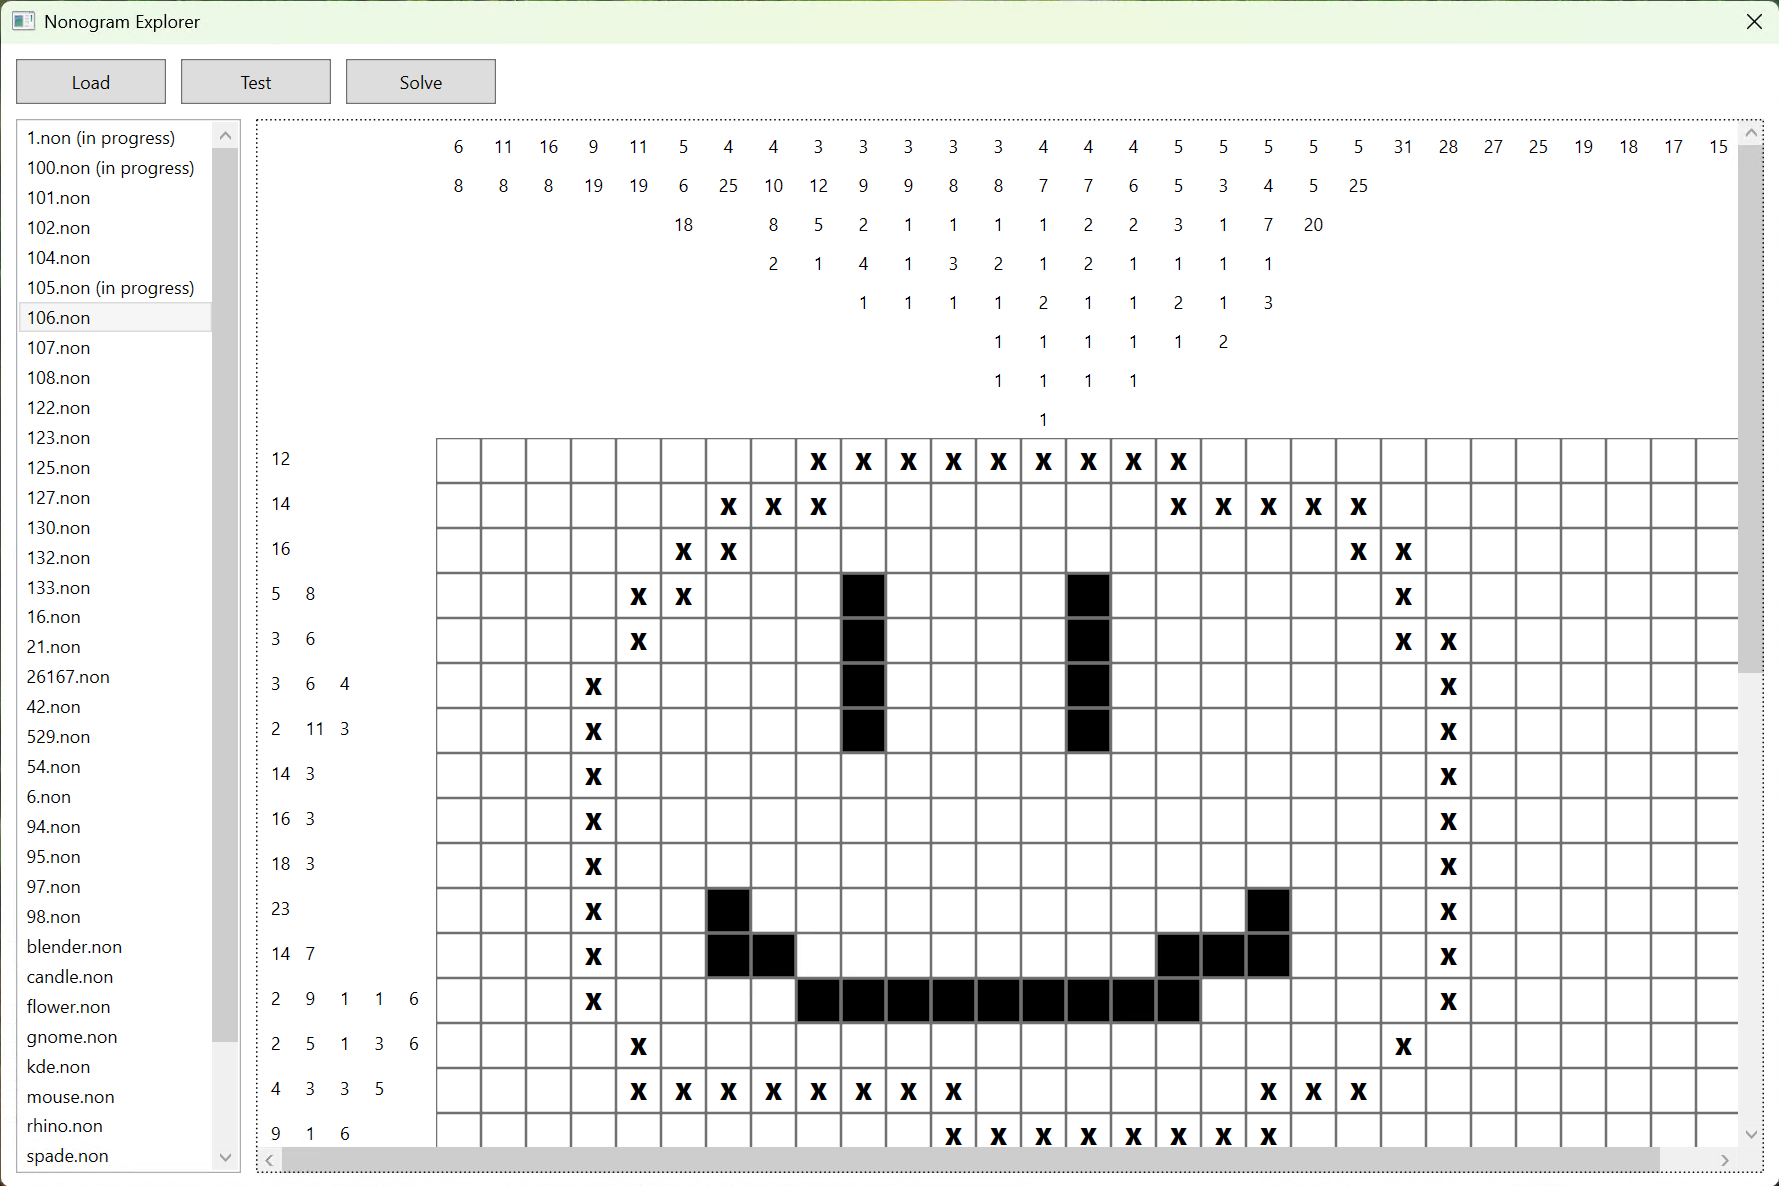 Nonogram Explorer
Load Test Solve
1.non (in progress)
100.non (in progress)
101.non
102.non
104.non
105.non (in progress)
106.non
107.non
108.non
122.non
123.non
125.non
127.non
130.non
132.non
133.non
16.non
21.non
26167.non
42.non
529.non
54.non
6.non
94.non
95.non
97.non
98.non
blender.non
candle.non
flower.non
gnome.non
kde.non
mouse.non
rhino.non
spade.non
6 11 16 9 11 5 4 4 3 3 3 3 3 4 4 4 5 5 5 5 5 31 28 27 25 19 18 17 15
8 8 8 19 19 6 25 10 12 9 9 8 8 7 7 6 5 3 4 5 25
18 8 5 2 1 1 1 1 2 2 3 1 7 20
2 1 4 1 3 2 1 2 1 1 1 1
1 1 1 1 2 1 1 2 1 3
1 1 1 1 1 2
1 1 1 1
1
12 x x x x x x x x x
14 x x x x x x x x
16 x x x x
5 8 x x x
3 6 x x x
3 6 4 x x
2 11 3 x x
14 3 x x
16 3 x x
18 3 x x
23 x x
14 7 x x
2 9 1 1 6 x x
2 5 1 3 6 x x
4 3 3 5 x x x x x x x x x x x
9 1 6 x x x x x x x x